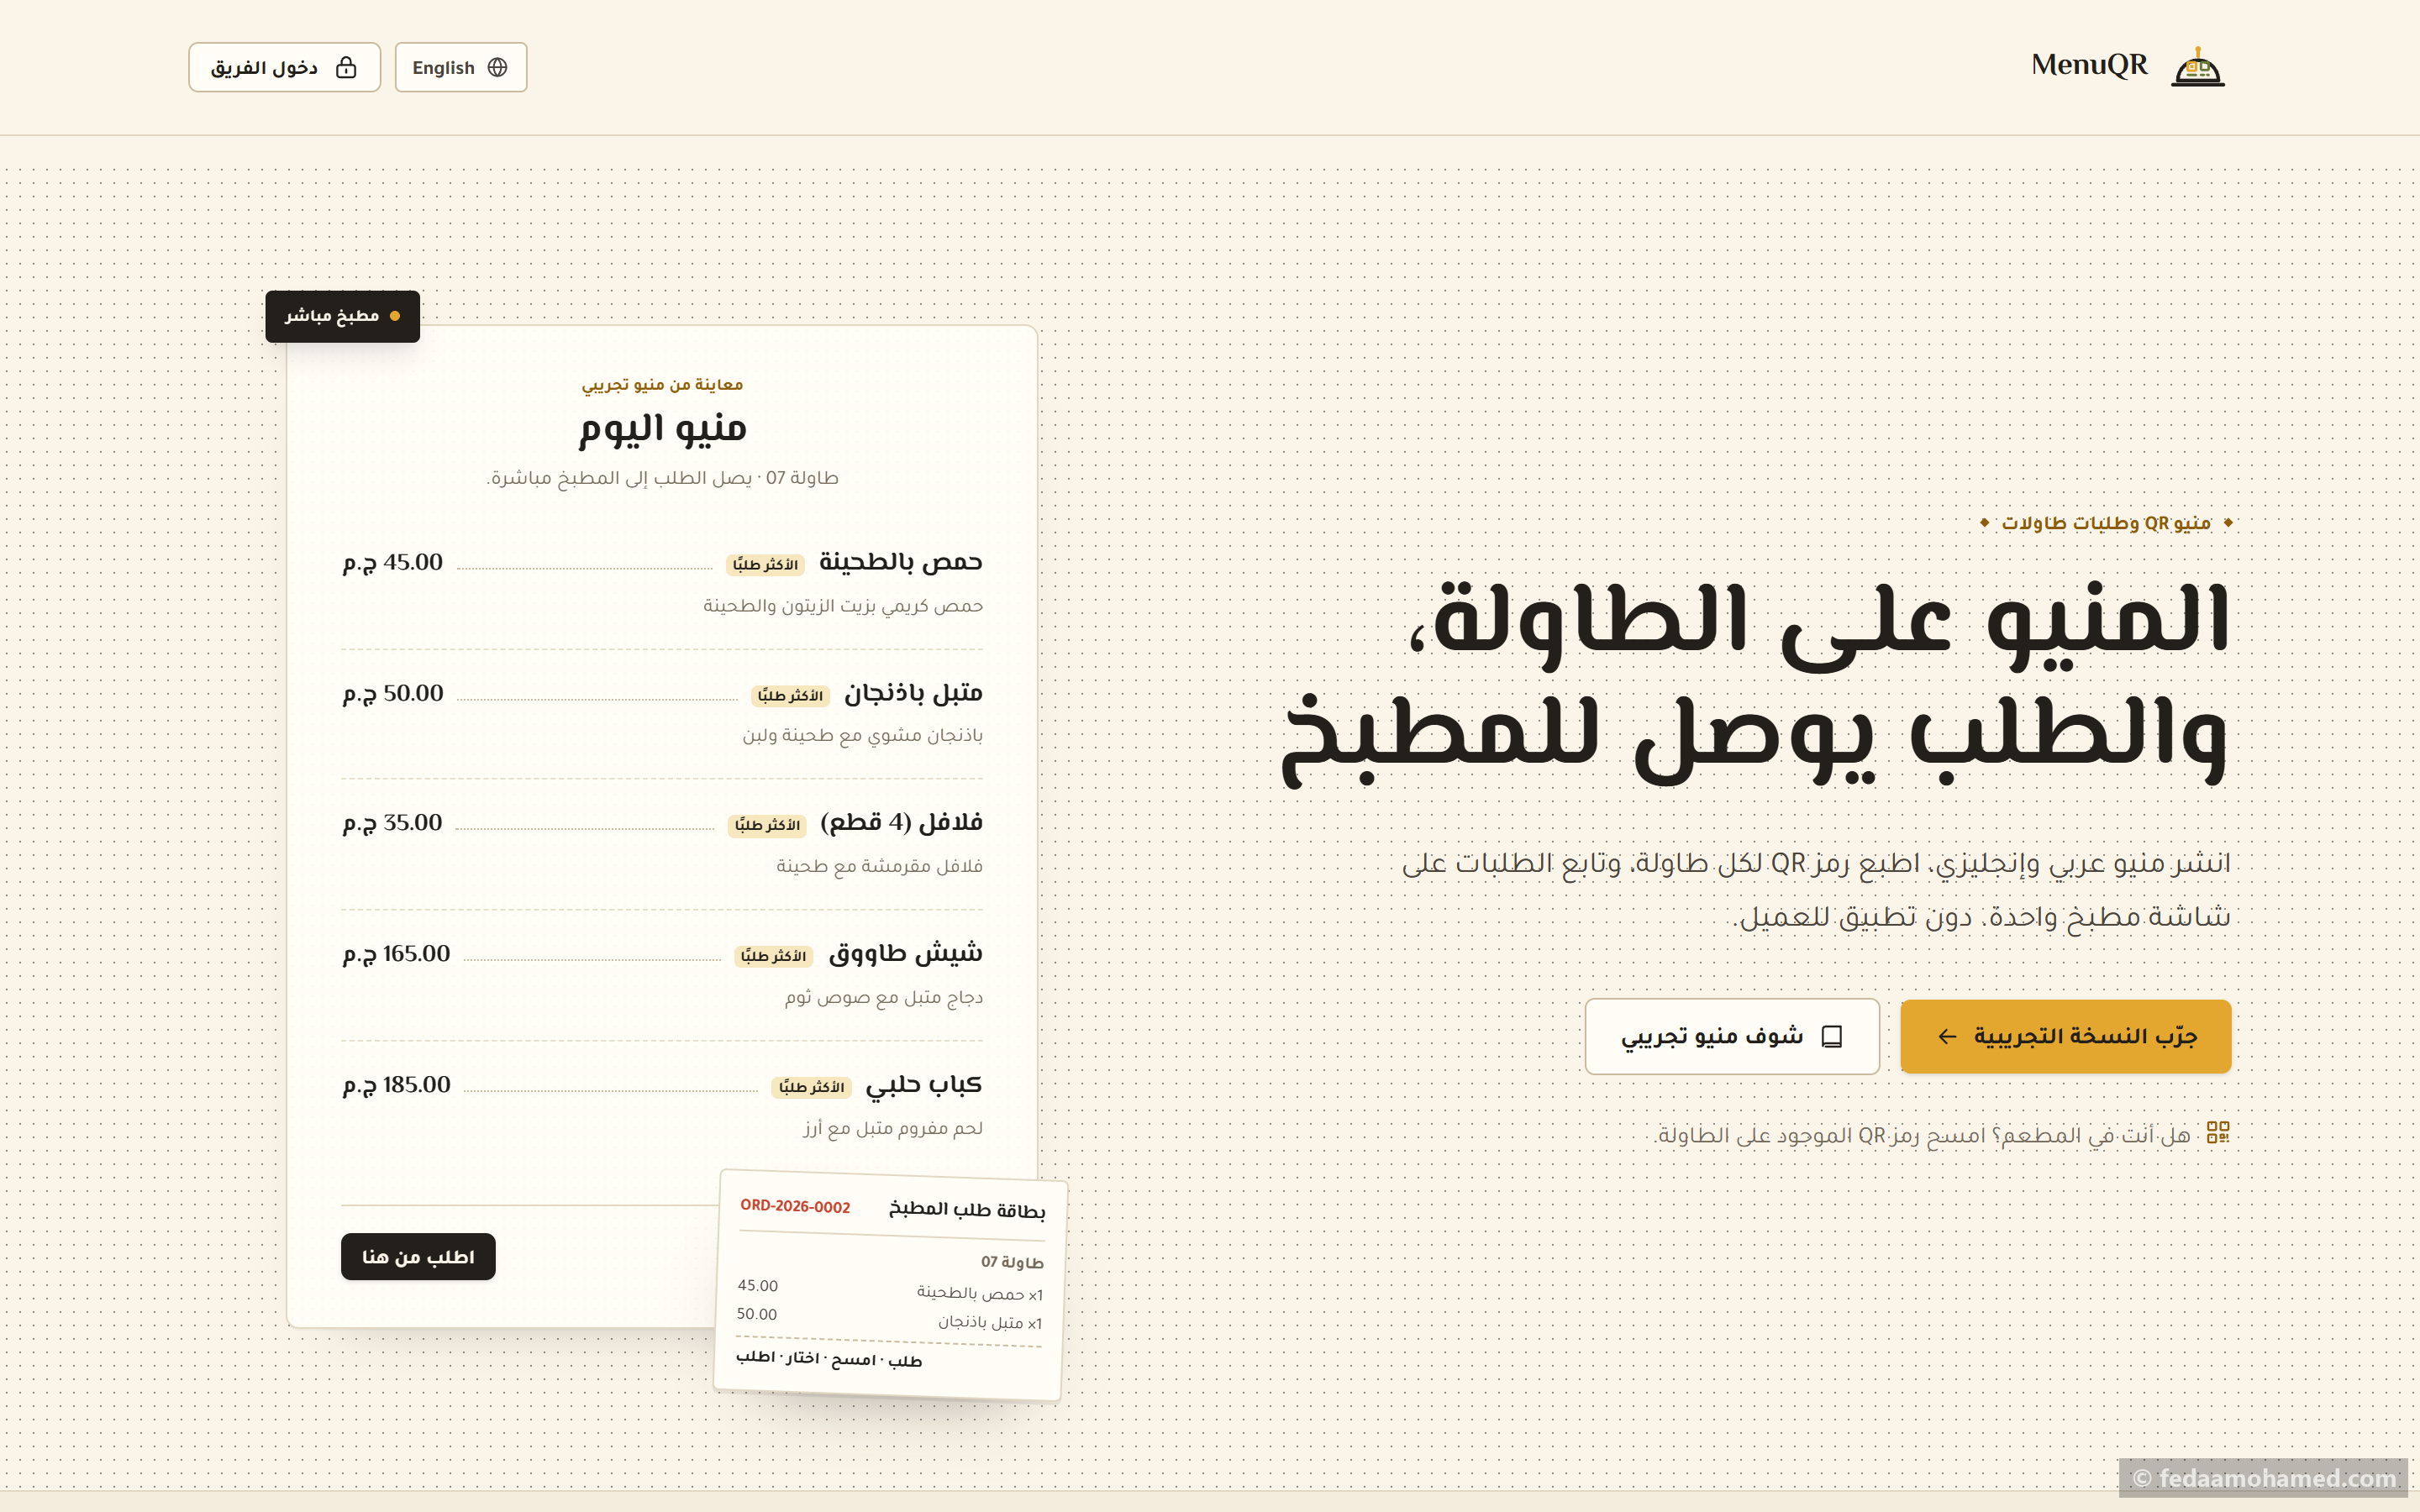 MenuQR
English
دخول الفريق
منيو QR وطلبات طاولات
المنيو على الطاولة،
والطلب يوصل للمطبخ
انشر منيو عربي وإنجليزي، اطبع رمز QR لكل طاولة، وتابع الطلبات على
شاشة مطبخ واحدة. دون تطبيق للعميل.
جرّب النسخة التجريبية
شوف منيو تجريبي
هل أنت في المطعم؟ امسح رمز QR الموجود على الطاولة.
مطبخ مباشر
معاينة من منيو تجريبي
منيو اليوم
طاولة 07 · يصل الطلب إلى المطبخ مباشرة.
حمص بالطحينة الأكثر طلبًا 45.00 ج.م
حمص كريمي بزيت الزيتون والطحينة
متبل باذنجان الأكثر طلبًا 50.00 ج.م
باذنجان مشوي مع طحينة ولبن
فلافل (4 قطع) الأكثر طلبًا 35.00 ج.م
فلافل مقرمشة مع طحينة
شيش طاووق الأكثر طلبًا 165.00 ج.م
دجاج متبل مع صوص ثوم
كباب حلبي الأكثر طلبًا 185.00 ج.م
لحم مفروم متبل مع أرز
بطاقة طلب المطبخ ORD-2026-0002
طاولة 07
1× حمص بالطحينة 45.00
1× متبل باذنجان 50.00
طلب · امسح · اختار · اطلب
اطلب من هنا
© fedaamohamed.com